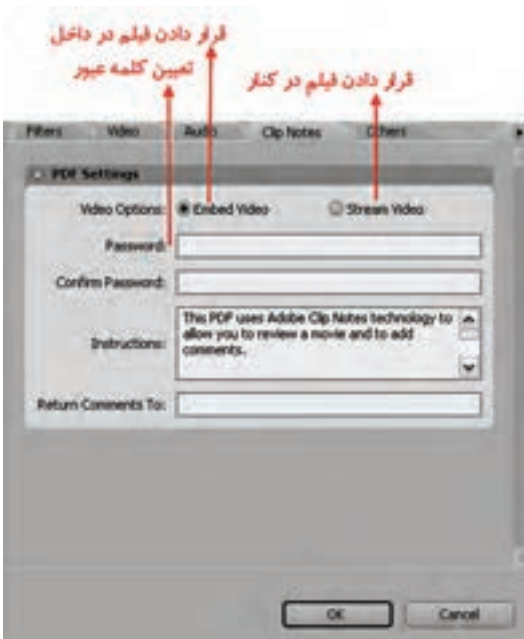 قرار دادن فیلم در داخل
تعیین کلمه عبور
قرار دادن فیلم در کنار
Filters Video Audio Clip Notes Others
PDF Settings
Video Options: Embed Video Stream Video
Password:
Confirm Password:
Instructions: This PDF uses Adobe Clip Notes technology to
allow you to review a movie and to add
comments.
Return Comments To:
OK Cancel